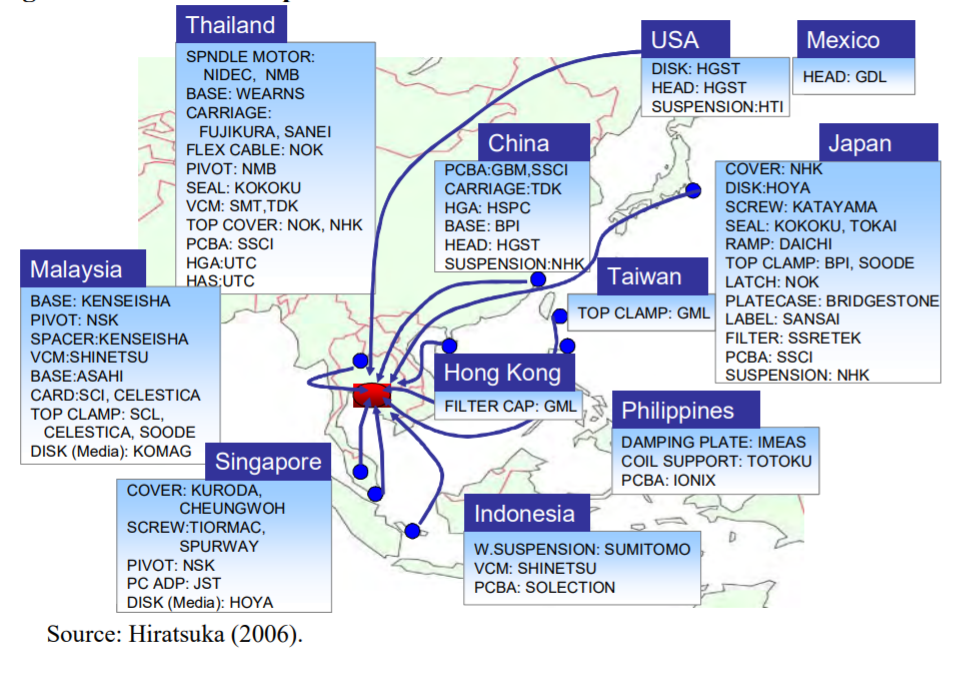 Thailand
SPNDLE MOTOR:
NIDEC, NMB
BASE: WEARNS
CARRIAGE:
FUJIKURA, SANEI
FLEX CABLE: NOK
PIVOT: NMB
SEAL: KOKOKU
VCM: SMT,TDK
TOP COVER: NOK, NHK
PCBA: SSCI
HGA:UTC
HAS:UTC
USA
DISK: HGST
HEAD: HGST
SUSPENSION:HTI
Mexico
HEAD: GDL
China
PCBA:GBM,SSCI
CARRIAGE:TDK
HGA: HSPC
BASE: BPI
HEAD: HGST
SUSPENSION:NHK
Japan
COVER: NHK
DISK:HOYA
SCREW: KATAYAMA
SEAL: KOKOKU, TOKAI
RAMP: DAICHI
TOP CLAMP: BPI, SOODE
LATCH: NOK
PLATECASE: BRIDGESTONE
LABEL: SANSAI
FILTER: SSRETEK
PCBA: SSCI
SUSPENSION: NHK
Malaysia
BASE: KENSEISHA
PIVOT: NSK
SPACER:KENSEISHA
VCM:SHINETSU
BASE:ASAHI
CARD:SCI, CELESTICA
TOP CLAMP: SCL,
CELESTICA, SOODE
DISK (Media): KOMAG
Taiwan
TOP CLAMP: GML
Hong Kong
FILTER CAP: GML
Philippines
DAMPING PLATE: IMEAS
COIL SUPPORT: TOTOKU
PCBA: IONIX
Singapore
COVER: KURODA,
CHEUNGWOH
SCREW:TIORMAC,
SPURWAY
PIVOT: NSK
PC ADP: JST
DISK (Media): HOYA
Indonesia
W.SUSPENSION: SUMITOMO
VCM: SHINETSU
PCBA: SOLECTION
Source: Hiratsuka (2006).